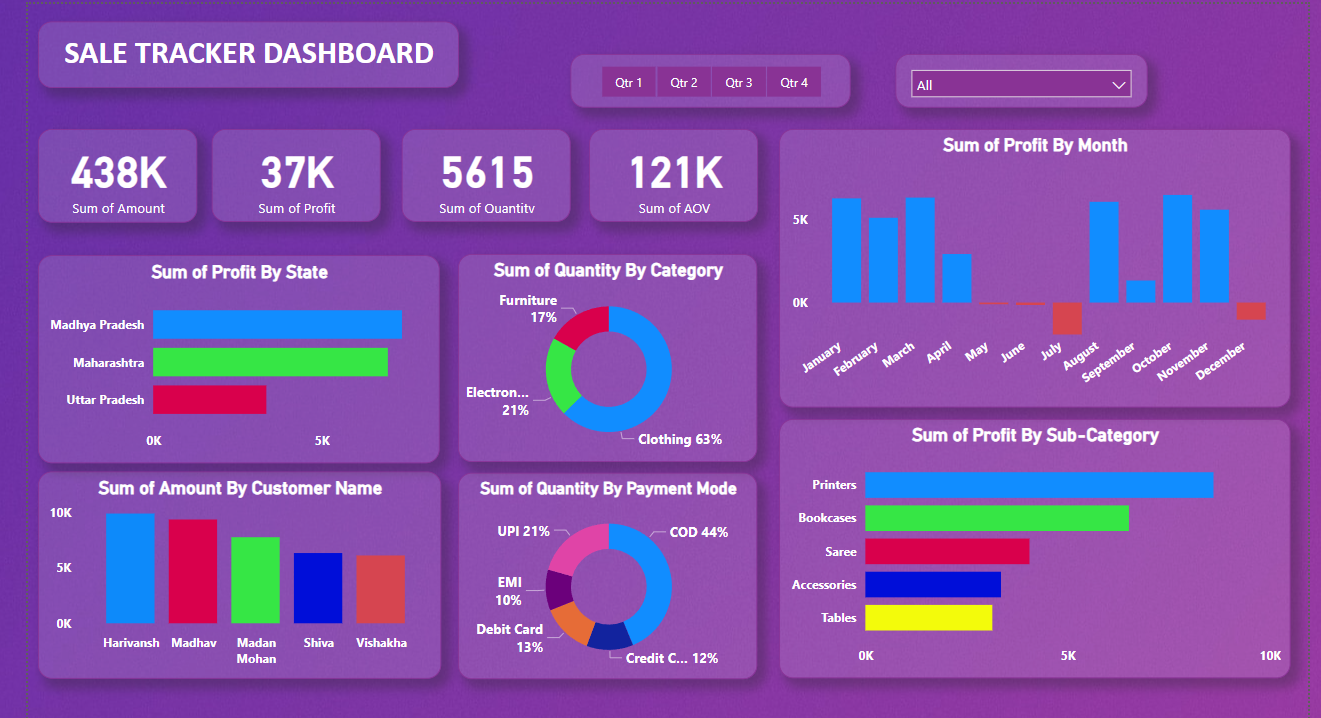 SALE TRACKER DASHBOARD
Qtr 1 Qtr 2 Qtr 3 Qtr 4
All
438K
Sum of Amount
37K
Sum of Profit
5615
Sum of Quantity
121K
Sum of AOV
Sum of Profit By Month
5K
0K
January
February
March
April
May
June
July
August
September
October
November
December
Sum of Profit By State
Madhya Pradesh
Maharashtra
Uttar Pradesh
0K 5K
Sum of Quantity By Category
Furniture
17%
Electron...
21%
Clothing 63%
Sum of Profit By Sub-Category
Printers
Bookcases
Saree
Accessories
Tables
0K 5K 10K
Sum of Amount By Customer Name
10K
5K
0K
Harivansh Madhav Madan Shiva Vishakha
Mohan
Sum of Quantity By Payment Mode
UPI 21%
COD 44%
EMI
10%
Debit Card
13%
Credit C... 12%